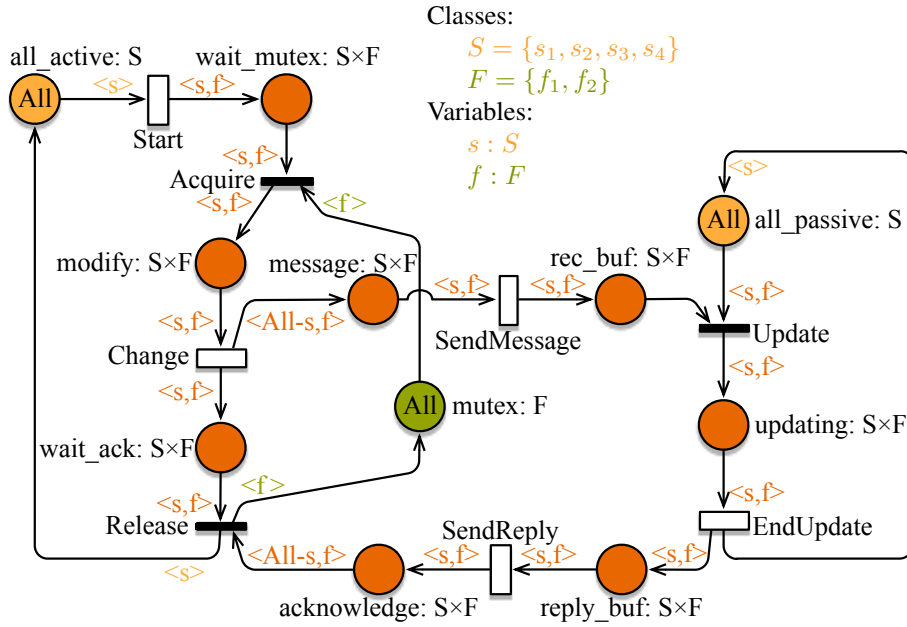 Classes:
S = {s₁, s₂, s₃, s₄}
F = {f₁, f₂}
Variables:
s : S
f : F
all_active: S
wait_mutex: S×F
<s>
<s,f>
All
Start
<s,f>
Acquire
<s,f>
<f>
<s>
All
all_passive: S
modify: S×F
message: S×F
rec_buf: S×F
<s,f>
<s,f>
<s,f>
<s,f>
<All-s,f>
SendMessage
Update
Change
<s,f>
<s,f>
All
mutex: F
updating: S×F
wait_ack: S×F
<s,f>
<f>
<s,f>
Release
SendReply
EndUpdate
<All-s,f>
<s,f>
<s,f>
<s,f>
<s>
acknowledge: S×F
reply_buf: S×F